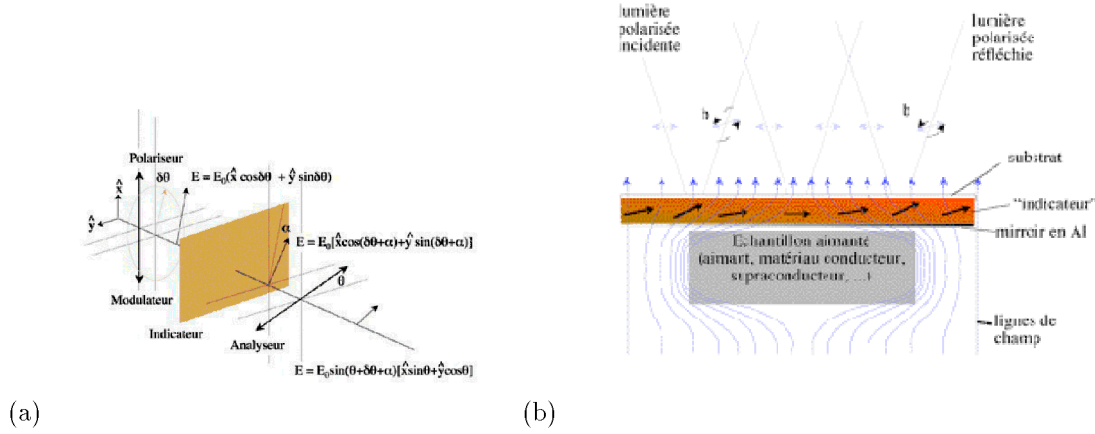 Polariseur
δθ
E = E₀(x̂ cosδθ + ŷ sinδθ)
x̂
ŷ
α
E = E₀[x̂cos(δθ+α)+ŷ sin(δθ+α)]
θ
Modulateur
Indicateur
Analyseur
E = E₀sin(θ+δθ+α)[x̂sinθ+ŷcosθ]
(a)
lumière
polarisée
incidente
lumière
polarisée
réfléchie
h
h
substrat
"indicateur"
mirroir en Al
Echantillon aimanté
(aimant, matériau conducteur,
supraconducteur, ...)
lignes de
champ
(b)